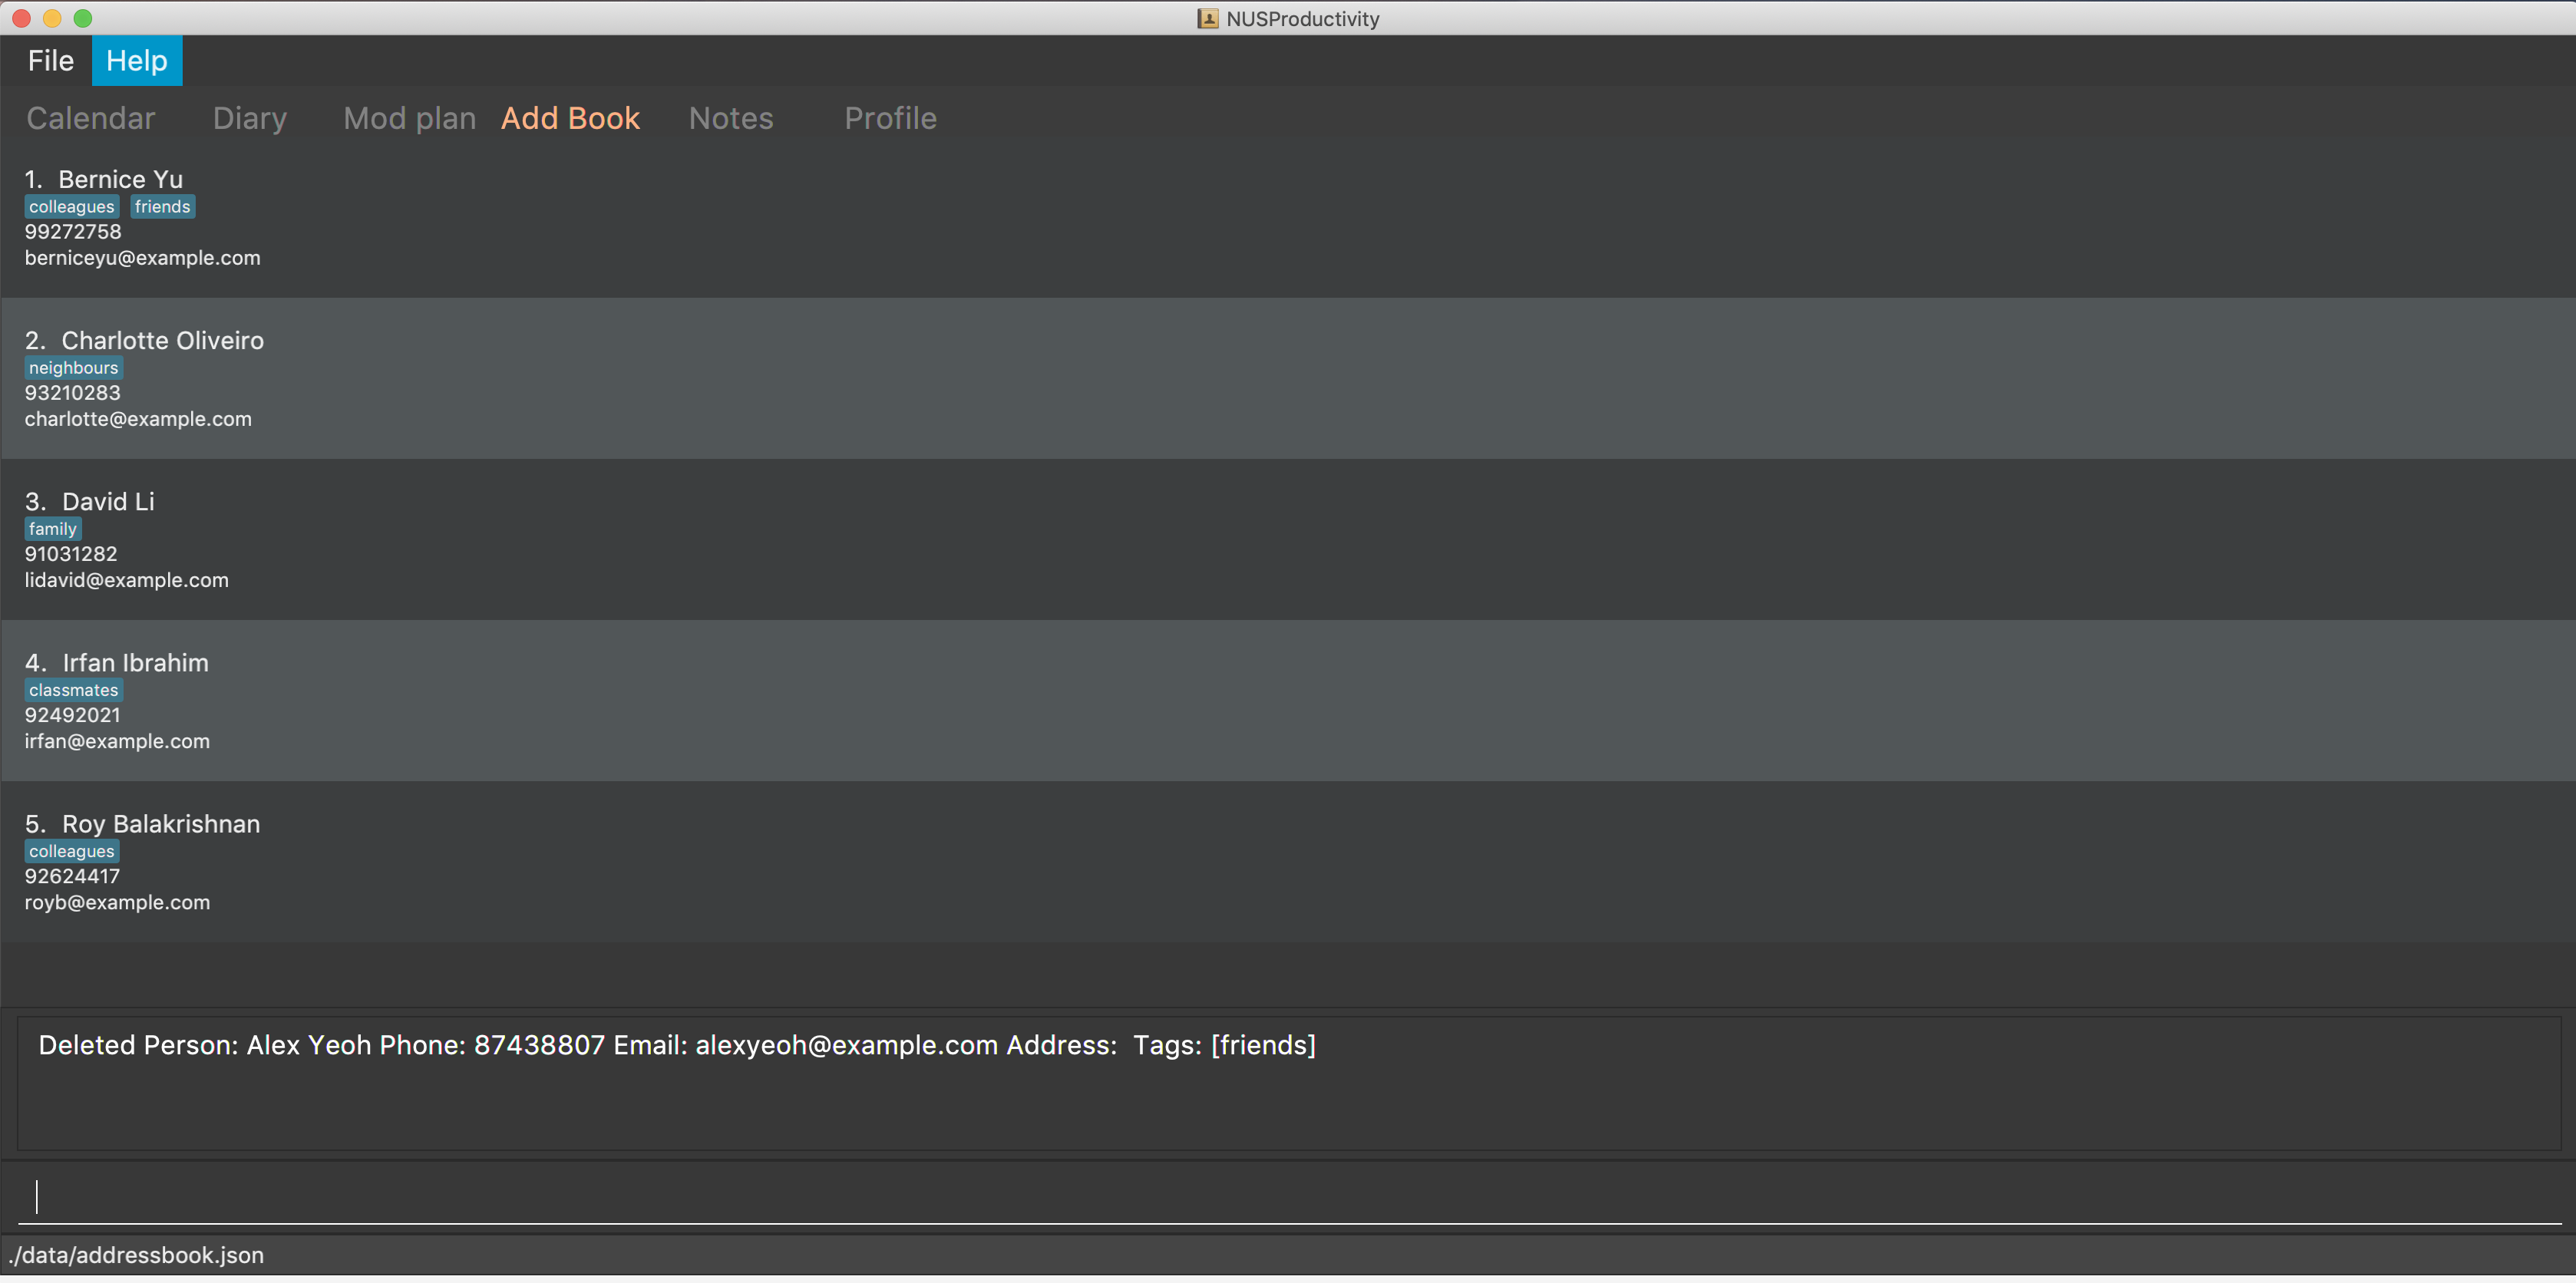 NUSProductivity
File Help
Calendar Diary Mod plan Add Book Notes Profile
1. Bernice Yu
colleagues friends
99272758
berniceyu@example.com
2. Charlotte Oliveiro
neighbours
93210283
charlotte@example.com
3. David Li
family
91031282
lidavid@example.com
4. Irfan Ibrahim
classmates
92492021
irfan@example.com
5. Roy Balakrishnan
colleagues
92624417
royb@example.com
Deleted Person: Alex Yeoh Phone: 87438807 Email: alexyeoh@example.com Address:  Tags: [friends]
./data/addressbook.json